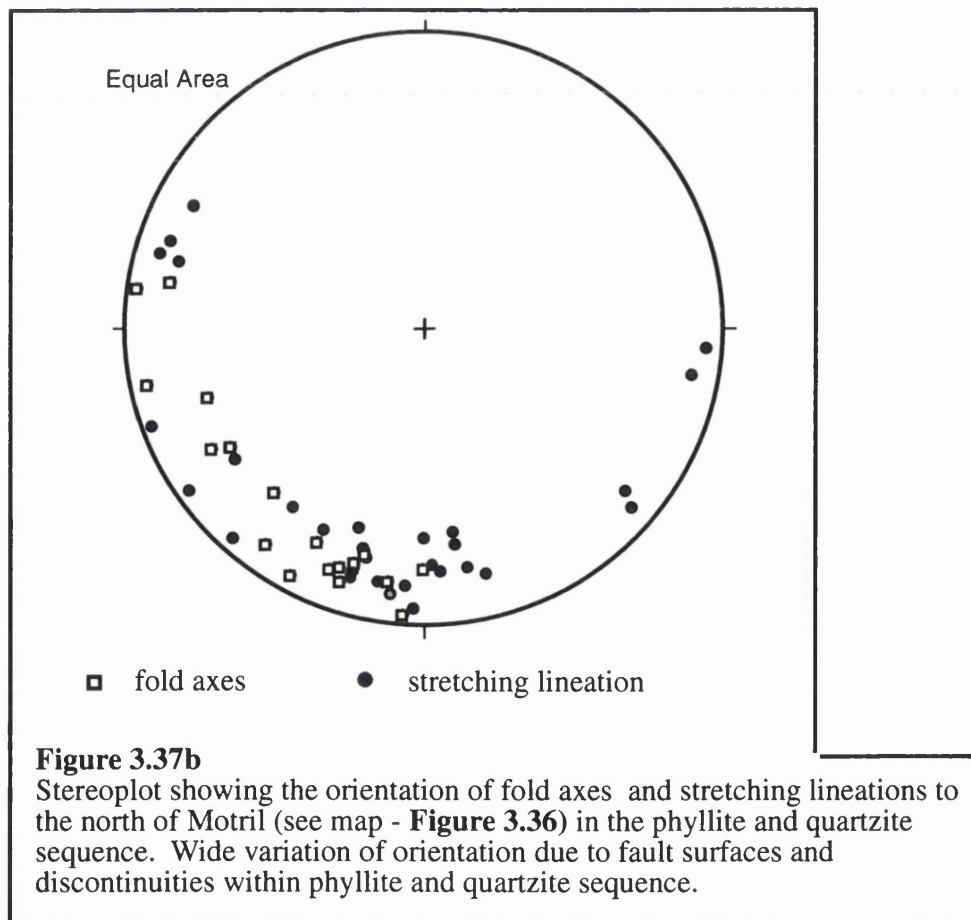 Equal Area
fold axes stretching lineation
Figure 3.37b
Stereoplot showing the orientation of fold axes and stretching lineations to
the north of Motril (see map - Figure 3.36) in the phyllite and quartzite
sequence. Wide variation of orientation due to fault surfaces and
discontinuities within phyllite and quartzite sequence.